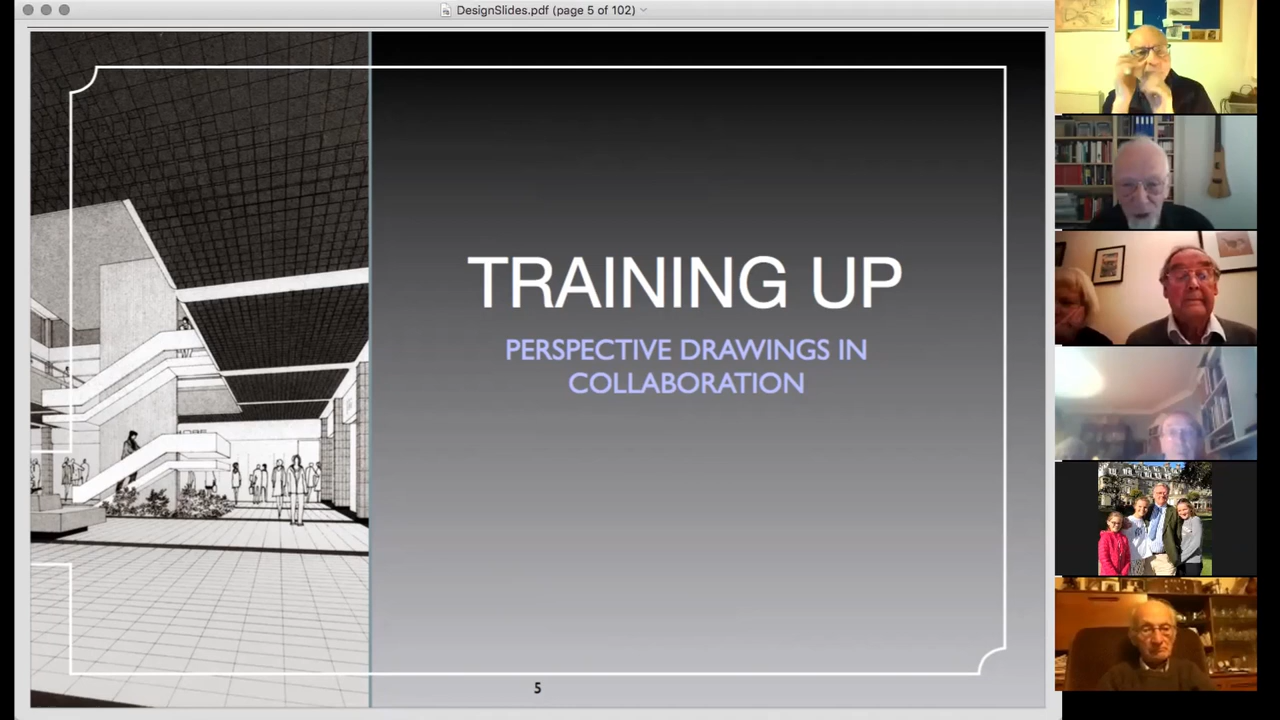 DesignSlides.pdf (page 5 of 102)
TRAINING UP
PERSPECTIVE DRAWINGS IN
COLLABORATION
5